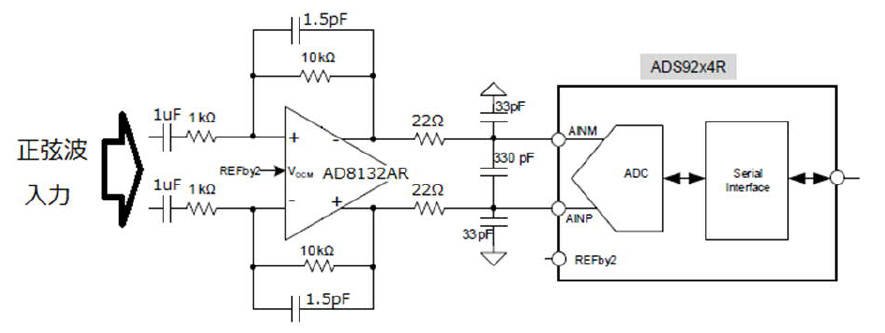 1.5pF
10kΩ
ADS92x4R
1uF 1kΩ
22Ω
33pF
AINM
正弦波
入力
+ -
REFby2 VOCM AD8132AR
330 pF
ADC
Serial
Interface
1uF 1kΩ
- +
22Ω
AINP
33pF
REFby2
10kΩ
1.5pF